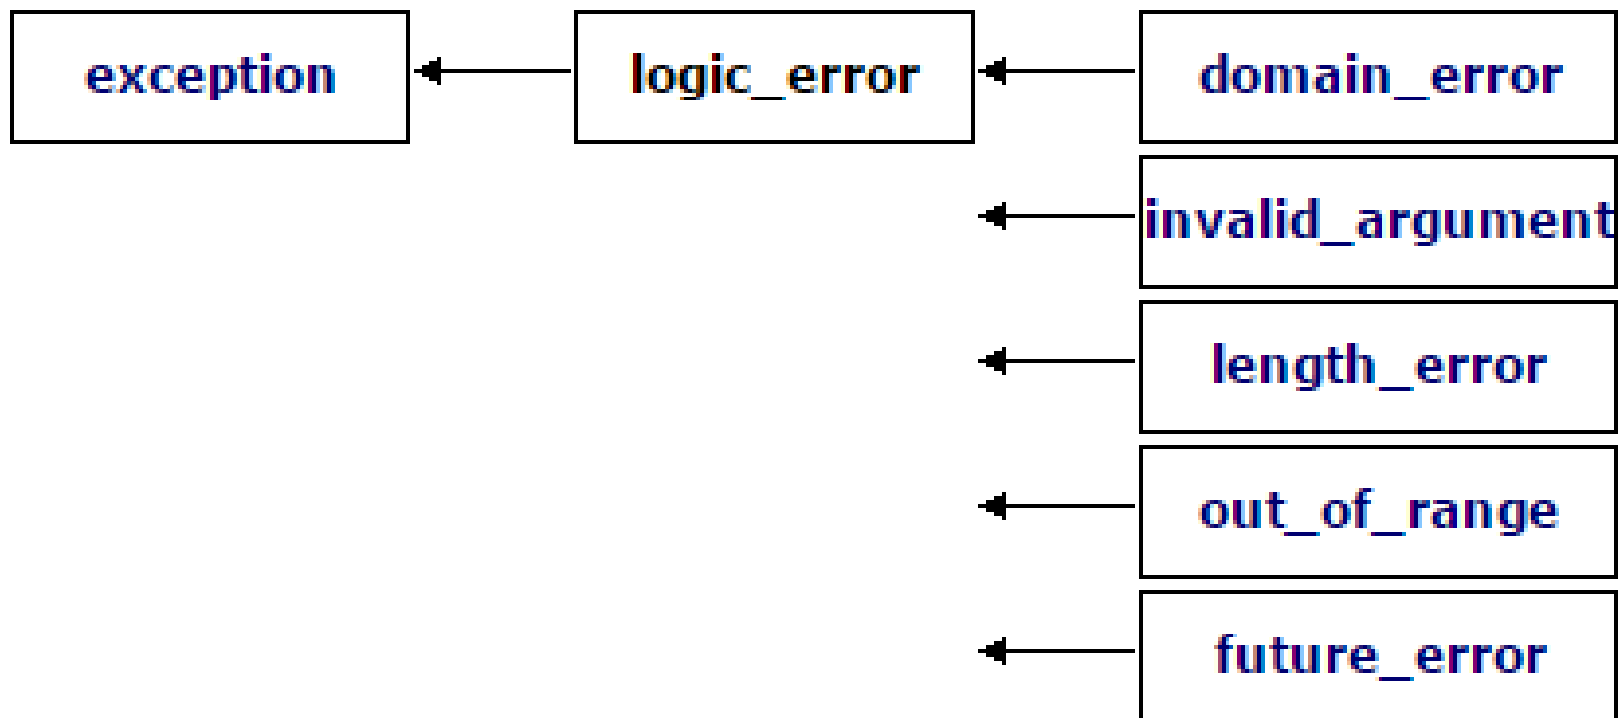 exception
logic_error
domain_error
invalid_argument
length_error
out_of_range
future_error